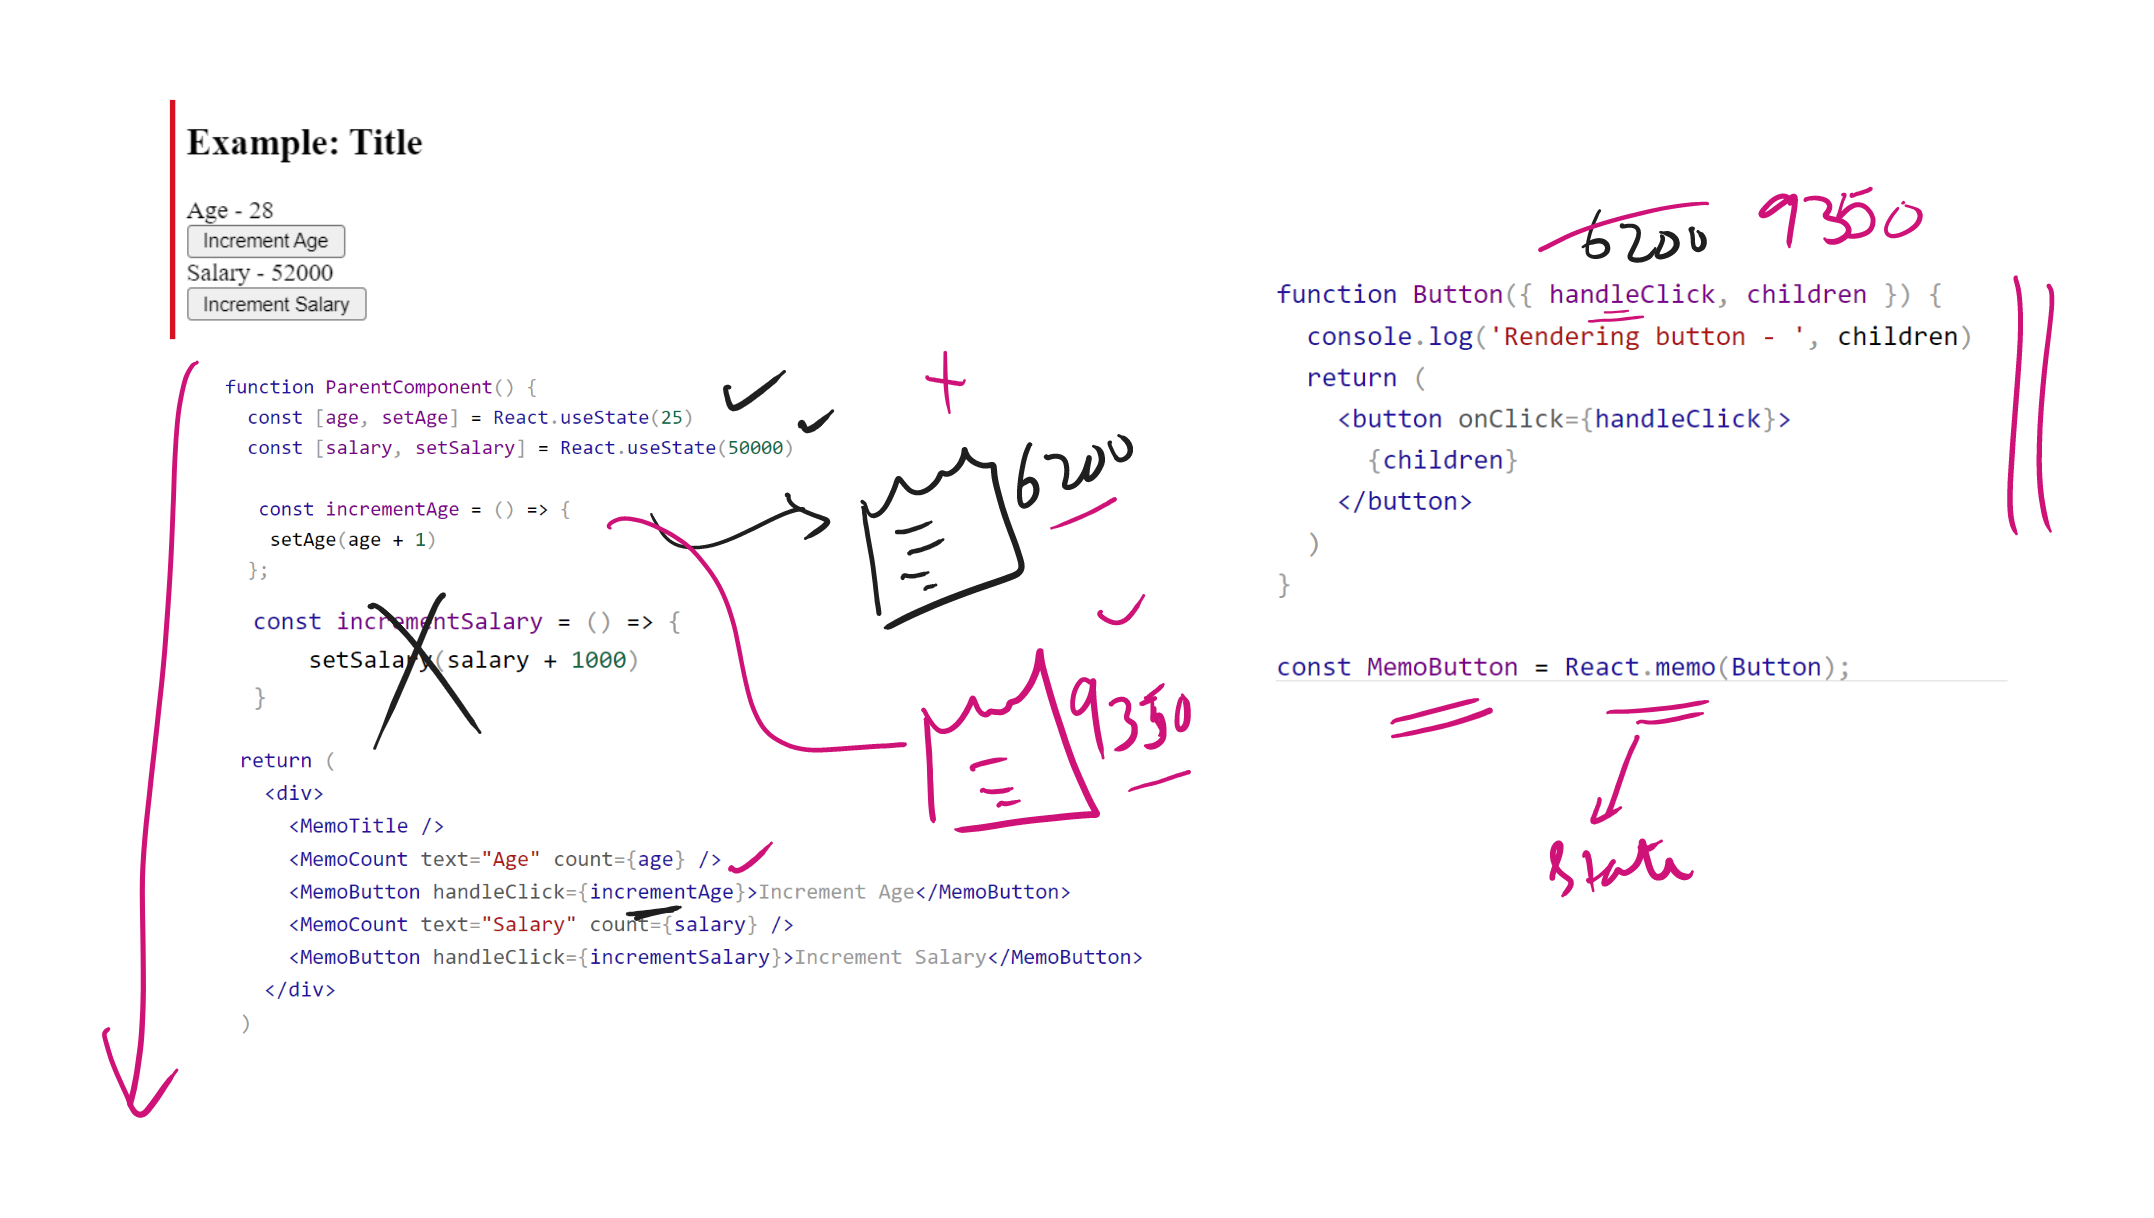 Example: Title
Age - 28
Increment Age
Salary - 52000
Increment Salary
function ParentComponent() {
const [age, setAge] = React.useState(25)
const [salary, setSalary] = React.useState(50000)
const incrementAge = () => {
setAge(age + 1)
};
const incrementSalary = () => {
setSalary(salary + 1000)
}
return (
<div>
<MemoTitle />
<MemoCount text="Age" count={age} />
<MemoButton handleClick={incrementAge}>Increment Age</MemoButton>
<MemoCount text="Salary" count={salary} />
<MemoButton handleClick={incrementSalary}>Increment Salary</MemoButton>
</div>
)
+
6200
9350
6200 9350
function Button({ handleClick, children }) {
console.log('Rendering button - ', children)
return (
<button onClick={handleClick}>
{children}
</button>
)
}
const MemoButton = React.memo(Button);
State